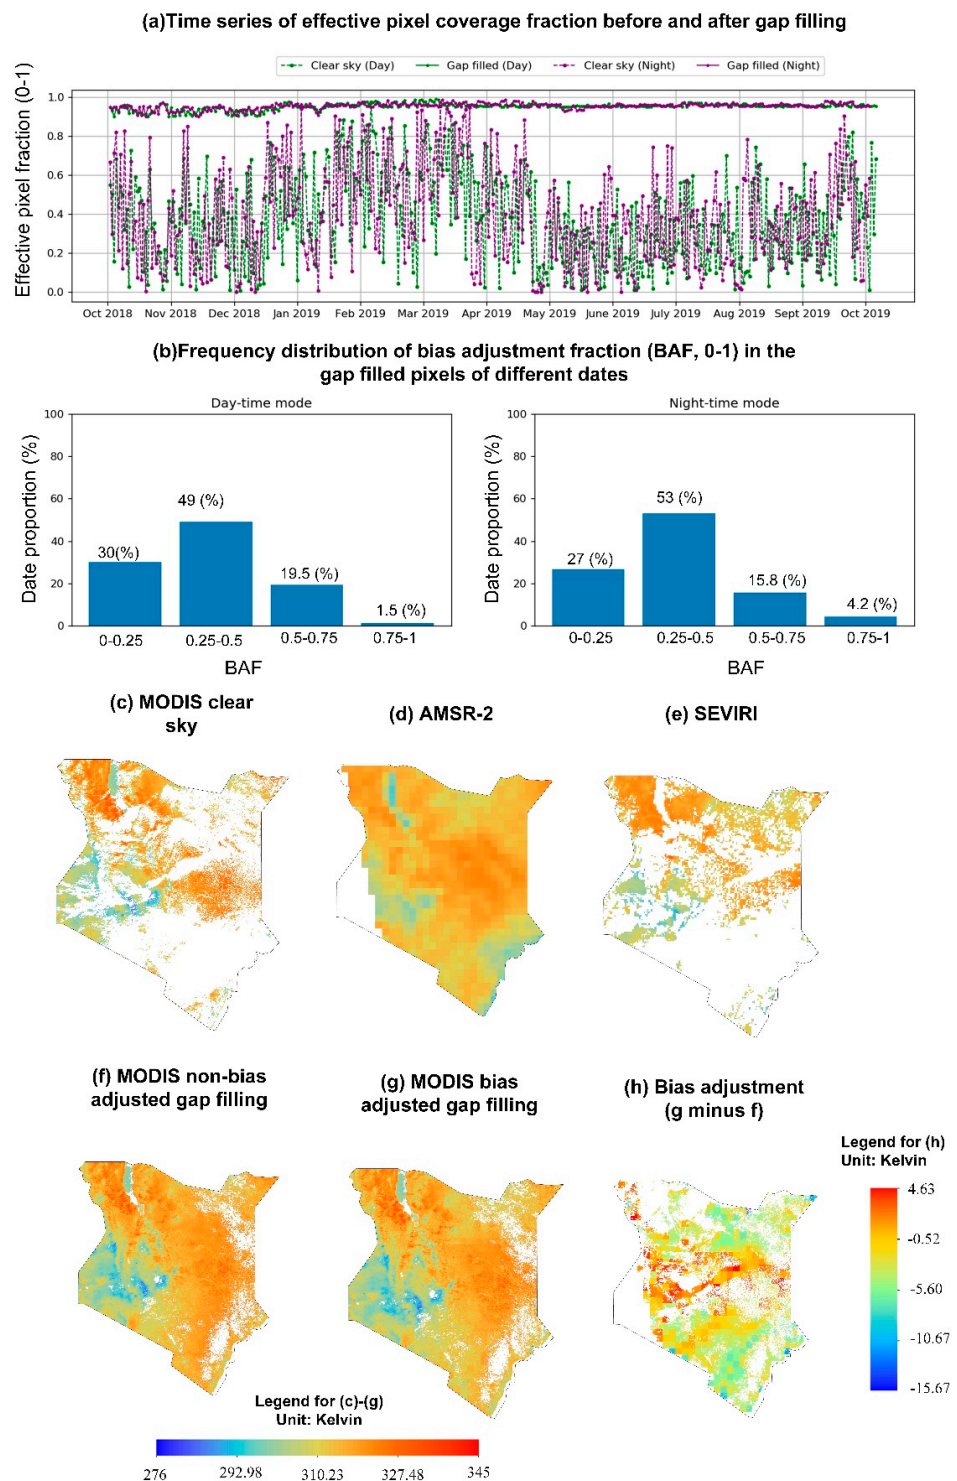 (a)Time series of effective pixel coverage fraction before and after gap filling
Clear sky (Day) Gap filled (Day) Clear sky (Night) Gap filled (Night)
Effective pixel fraction (0-1)
1.0
0.8
0.6
0.4
0.2
0.0
Oct 2018 Nov 2018 Dec 2018 Jan 2019 Feb 2019 Mar 2019 Apr 2019 May 2019 June 2019 July 2019 Aug 2019 Sept 2019 Oct 2019
(b)Frequency distribution of bias adjustment fraction (BAF, 0-1) in the
gap filled pixels of different dates
Day-time mode
Date proportion (%)
100
80
60
40
20
0
30(%)
49 (%)
19.5 (%)
1.5 (%)
0-0.25 0.25-0.5 0.5-0.75 0.75-1
BAF
Night-time mode
Date proportion (%)
100
80
60
40
20
0
27 (%)
53 (%)
15.8 (%)
4.2 (%)
0-0.25 0.25-0.5 0.5-0.75 0.75-1
BAF
(c) MODIS clear
sky
(d) AMSR-2
(e) SEVIRI
(f) MODIS non-bias
adjusted gap filling
(g) MODIS bias
adjusted gap filling
(h) Bias adjustment
(g minus f)
Legend for (h)
Unit: Kelvin
4.63
-0.52
-5.60
-10.67
-15.67
Legend for (c)-(g)
Unit: Kelvin
276 292.98 310.23 327.48 345